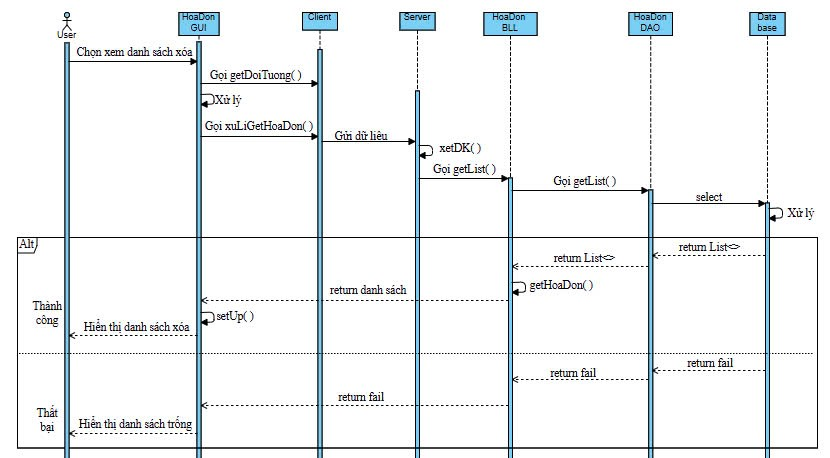 User
HoaDon
GUI
Client
Server
HoaDon
BLL
HoaDon
DAO
Data
base
Chọn xem danh sách xóa
Gọi getDoiTuong( )
Xử lý
Gọi xuLiGetHoaDon( )
Gửi dữ liêu
xetDK( )
Gọi getList( )
Gọi getList( )
select
Xử lý
Alt
return List<>
return List<>
getHoaDon( )
return danh sách
Thành
công
setUp( )
Hiển thị danh sách xóa
return fail
return fail
return fail
Thất
bại
Hiển thị danh sách trống